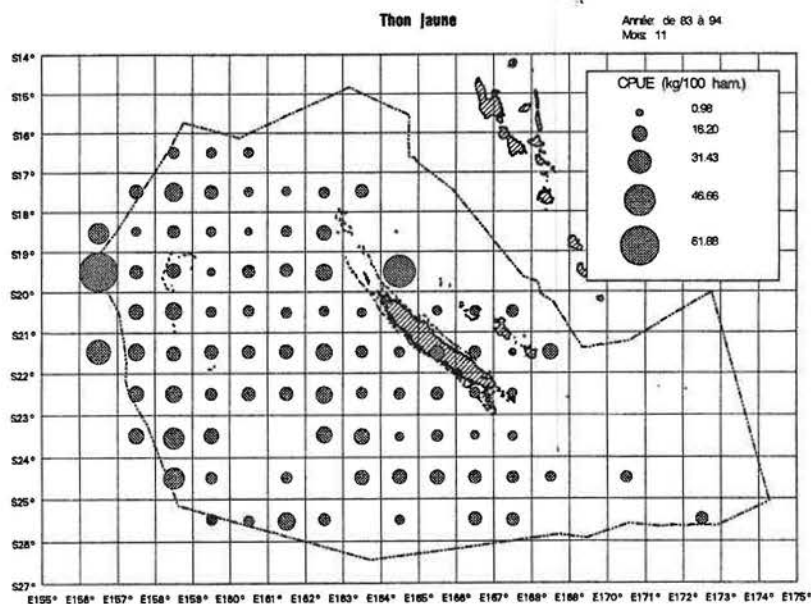 Thon jaune
Année: de 83 à 94
Mois: 11
CPUE (kg/100 ham.)
0.98
16.20
31.43
46.66
61.88
S14°
S15°
S16°
S17°
S18°
S19°
S20°
S21°
S22°
S23°
S24°
S25°
S26°
S27°
E155° E156° E157° E158° E159° E160° E161° E162° E163° E164° E165° E166° E167° E168° E169° E170° E171° E172° E173° E174° E175°